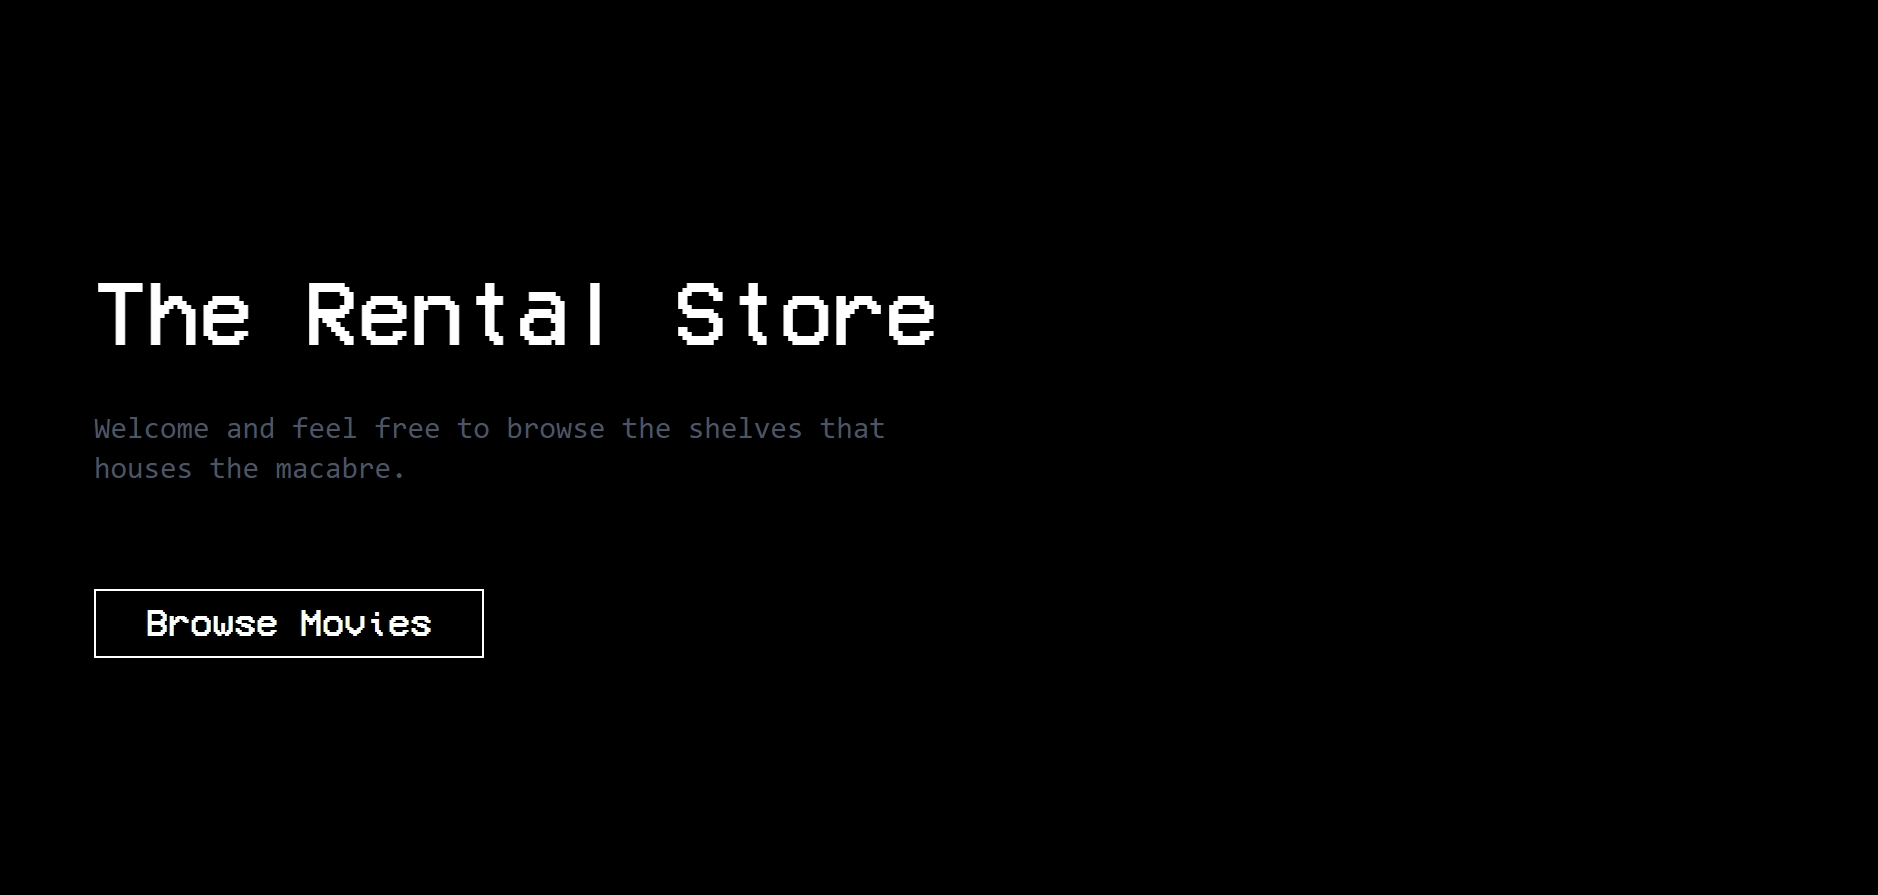 The Rental Store
Welcome and feel free to browse the shelves that
houses the macabre.
Browse Movies